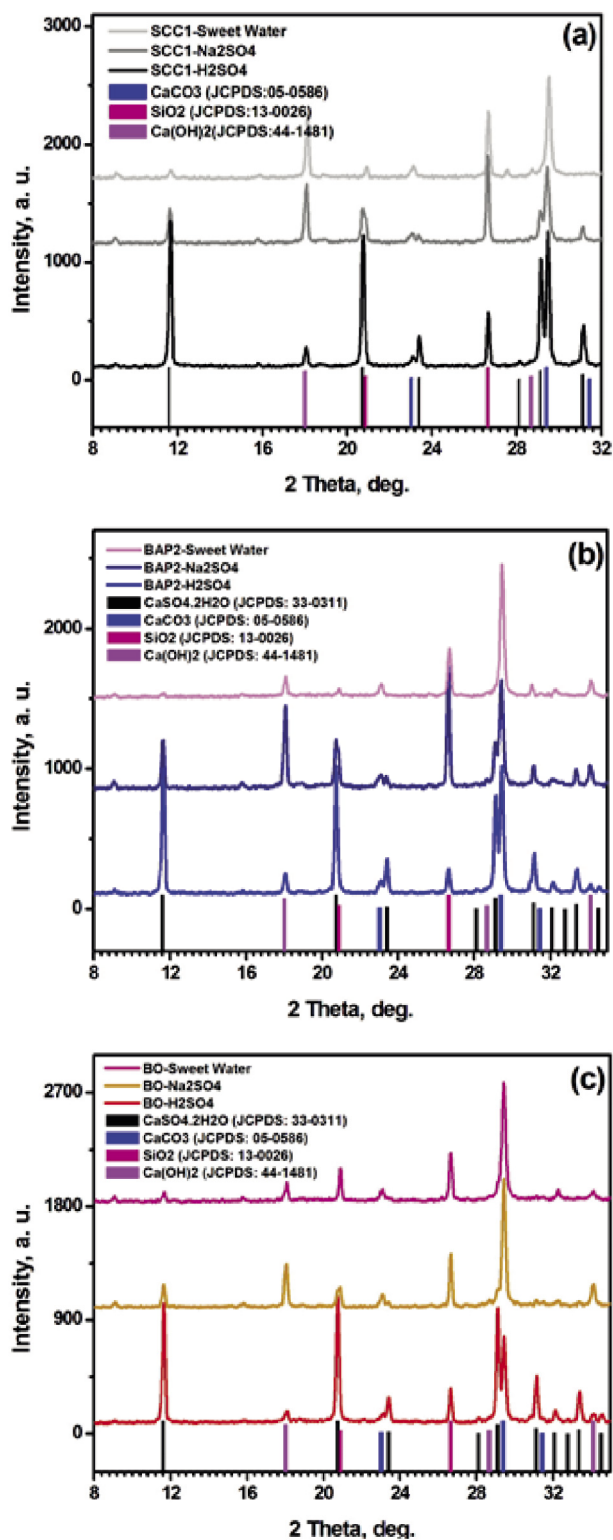 (a)
SCC1-Sweet Water
SCC1-Na2SO4
SCC1-H2SO4
CaCO3 (JCPDS:05-0586)
SiO2 (JCPDS:13-0026)
Ca(OH)2(JCPDS:44-1481)
Intensity, a. u.
3000
2000
1000
0
8 12 16 20 24 28 32
2 Theta, deg.
(b)
BAP2-Sweet Water
BAP2-Na2SO4
BAP2-H2SO4
CaSO4.2H2O (JCPDS: 33-0311)
CaCO3 (JCPDS: 05-0586)
SiO2 (JCPDS: 13-0026)
Ca(OH)2 (JCPDS: 44-1481)
Intensity, a. u.
2000
1000
0
8 12 16 20 24 28 32
2 Theta, deg.
(c)
BO-Sweet Water
BO-Na2SO4
BO-H2SO4
CaSO4.2H2O (JCPDS: 33-0311)
CaCO3 (JCPDS: 05-0586)
SiO2 (JCPDS: 13-0026)
Ca(OH)2 (JCPDS: 44-1481)
Intensity, a. u.
2700
1800
900
0
8 12 16 20 24 28 32
2 Theta, deg.